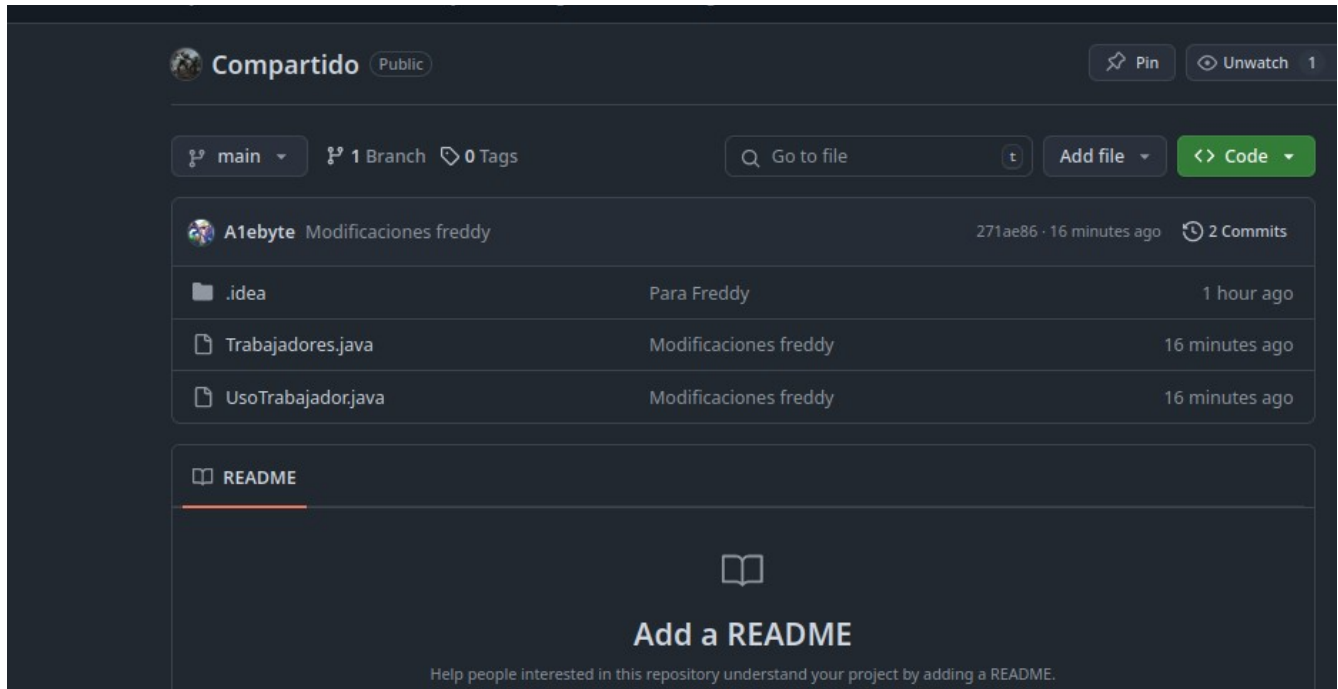 Compartido Public Pin Unwatch 1
main 1 Branch 0 Tags Go to file t Add file <> Code
A1ebyte Modificaciones freddy 271ae86 · 16 minutes ago 2 Commits
.idea Para Freddy 1 hour ago
Trabajadores.java Modificaciones freddy 16 minutes ago
UsoTrabajador.java Modificaciones freddy 16 minutes ago
README
Add a README
Help people interested in this repository understand your project by adding a README.